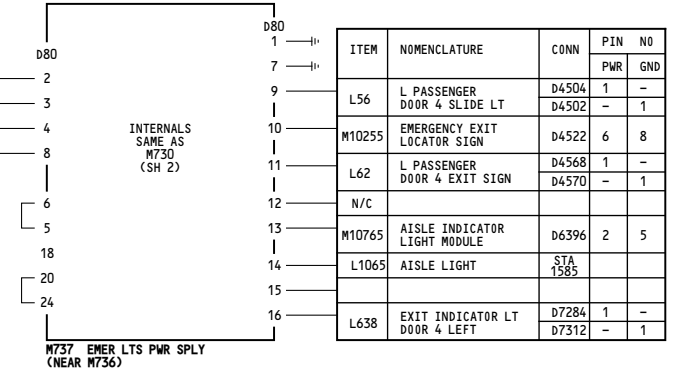 D80
D80
1
7
2
9
3
4
10
8
11
6
12
5
13
18
14
20
15
24
16
INTERNALS
SAME AS
M730
(SH 2)
M737 EMER LTS PWR SPLY
(NEAR M736)
ITEM NOMENCLATURE CONN PIN NO
PWR GND
L56 L PASSENGER D4504 1 -
DOOR 4 SLIDE LT D4502 - 1
M10255 EMERGENCY EXIT D4522 6 8
LOCATOR SIGN
L62 L PASSENGER D4568 1 -
DOOR 4 EXIT SIGN D4570 - 1
N/C
M10765 AISLE INDICATOR D6396 2 5
LIGHT MODULE
L1065 AISLE LIGHT STA
1585
L638 EXIT INDICATOR LT D7284 1 -
DOOR 4 LEFT D7312 - 1